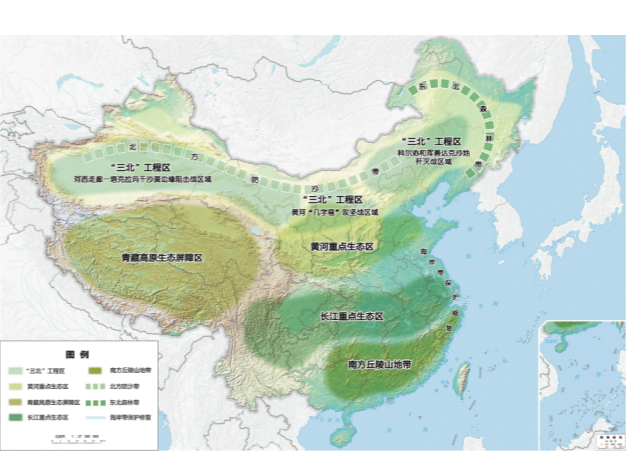 东北森林带
北方防沙带
"三北"工程区
科尔沁和浑善达克沙地
歼灭战区域
"三北"工程区
河西走廊—塔克拉玛干沙漠边缘阻击战区域
"三北"工程区
黄河"几字弯"攻坚战区域
黄河重点生态区
青藏高原生态屏障区
海岸带保护修复
长江重点生态区
南方丘陵山地带
图 例
"三北"工程区
南方丘陵山地带
黄河重点生态区
北方防沙带
青藏高原生态屏障区
东北森林带
长江重点生态区
海岸带保护修复